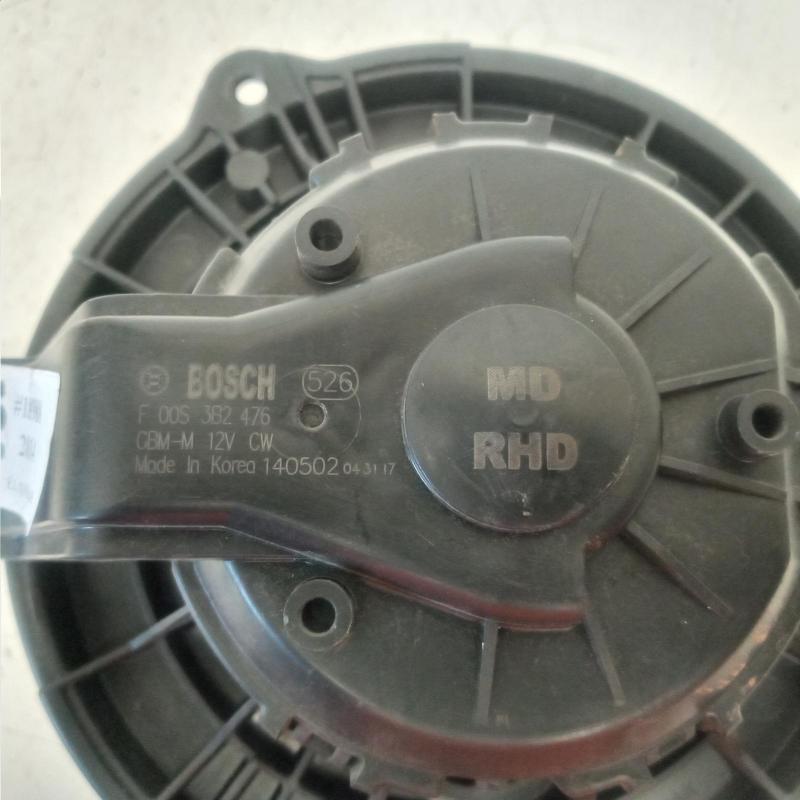 BOSCH 526
F 00S 3B2 476
GBM-M 12V CW
Made In Korea 140502 043117
MD
RHD